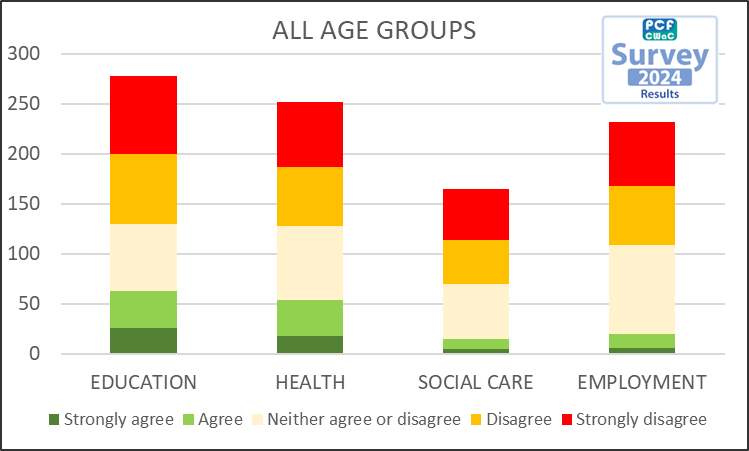 ALL AGE GROUPS
PCF
CWaC
Survey
2024
Results
300
250
200
150
100
50
0
EDUCATION HEALTH SOCIAL CARE EMPLOYMENT
Strongly agree Agree Neither agree or disagree Disagree Strongly disagree